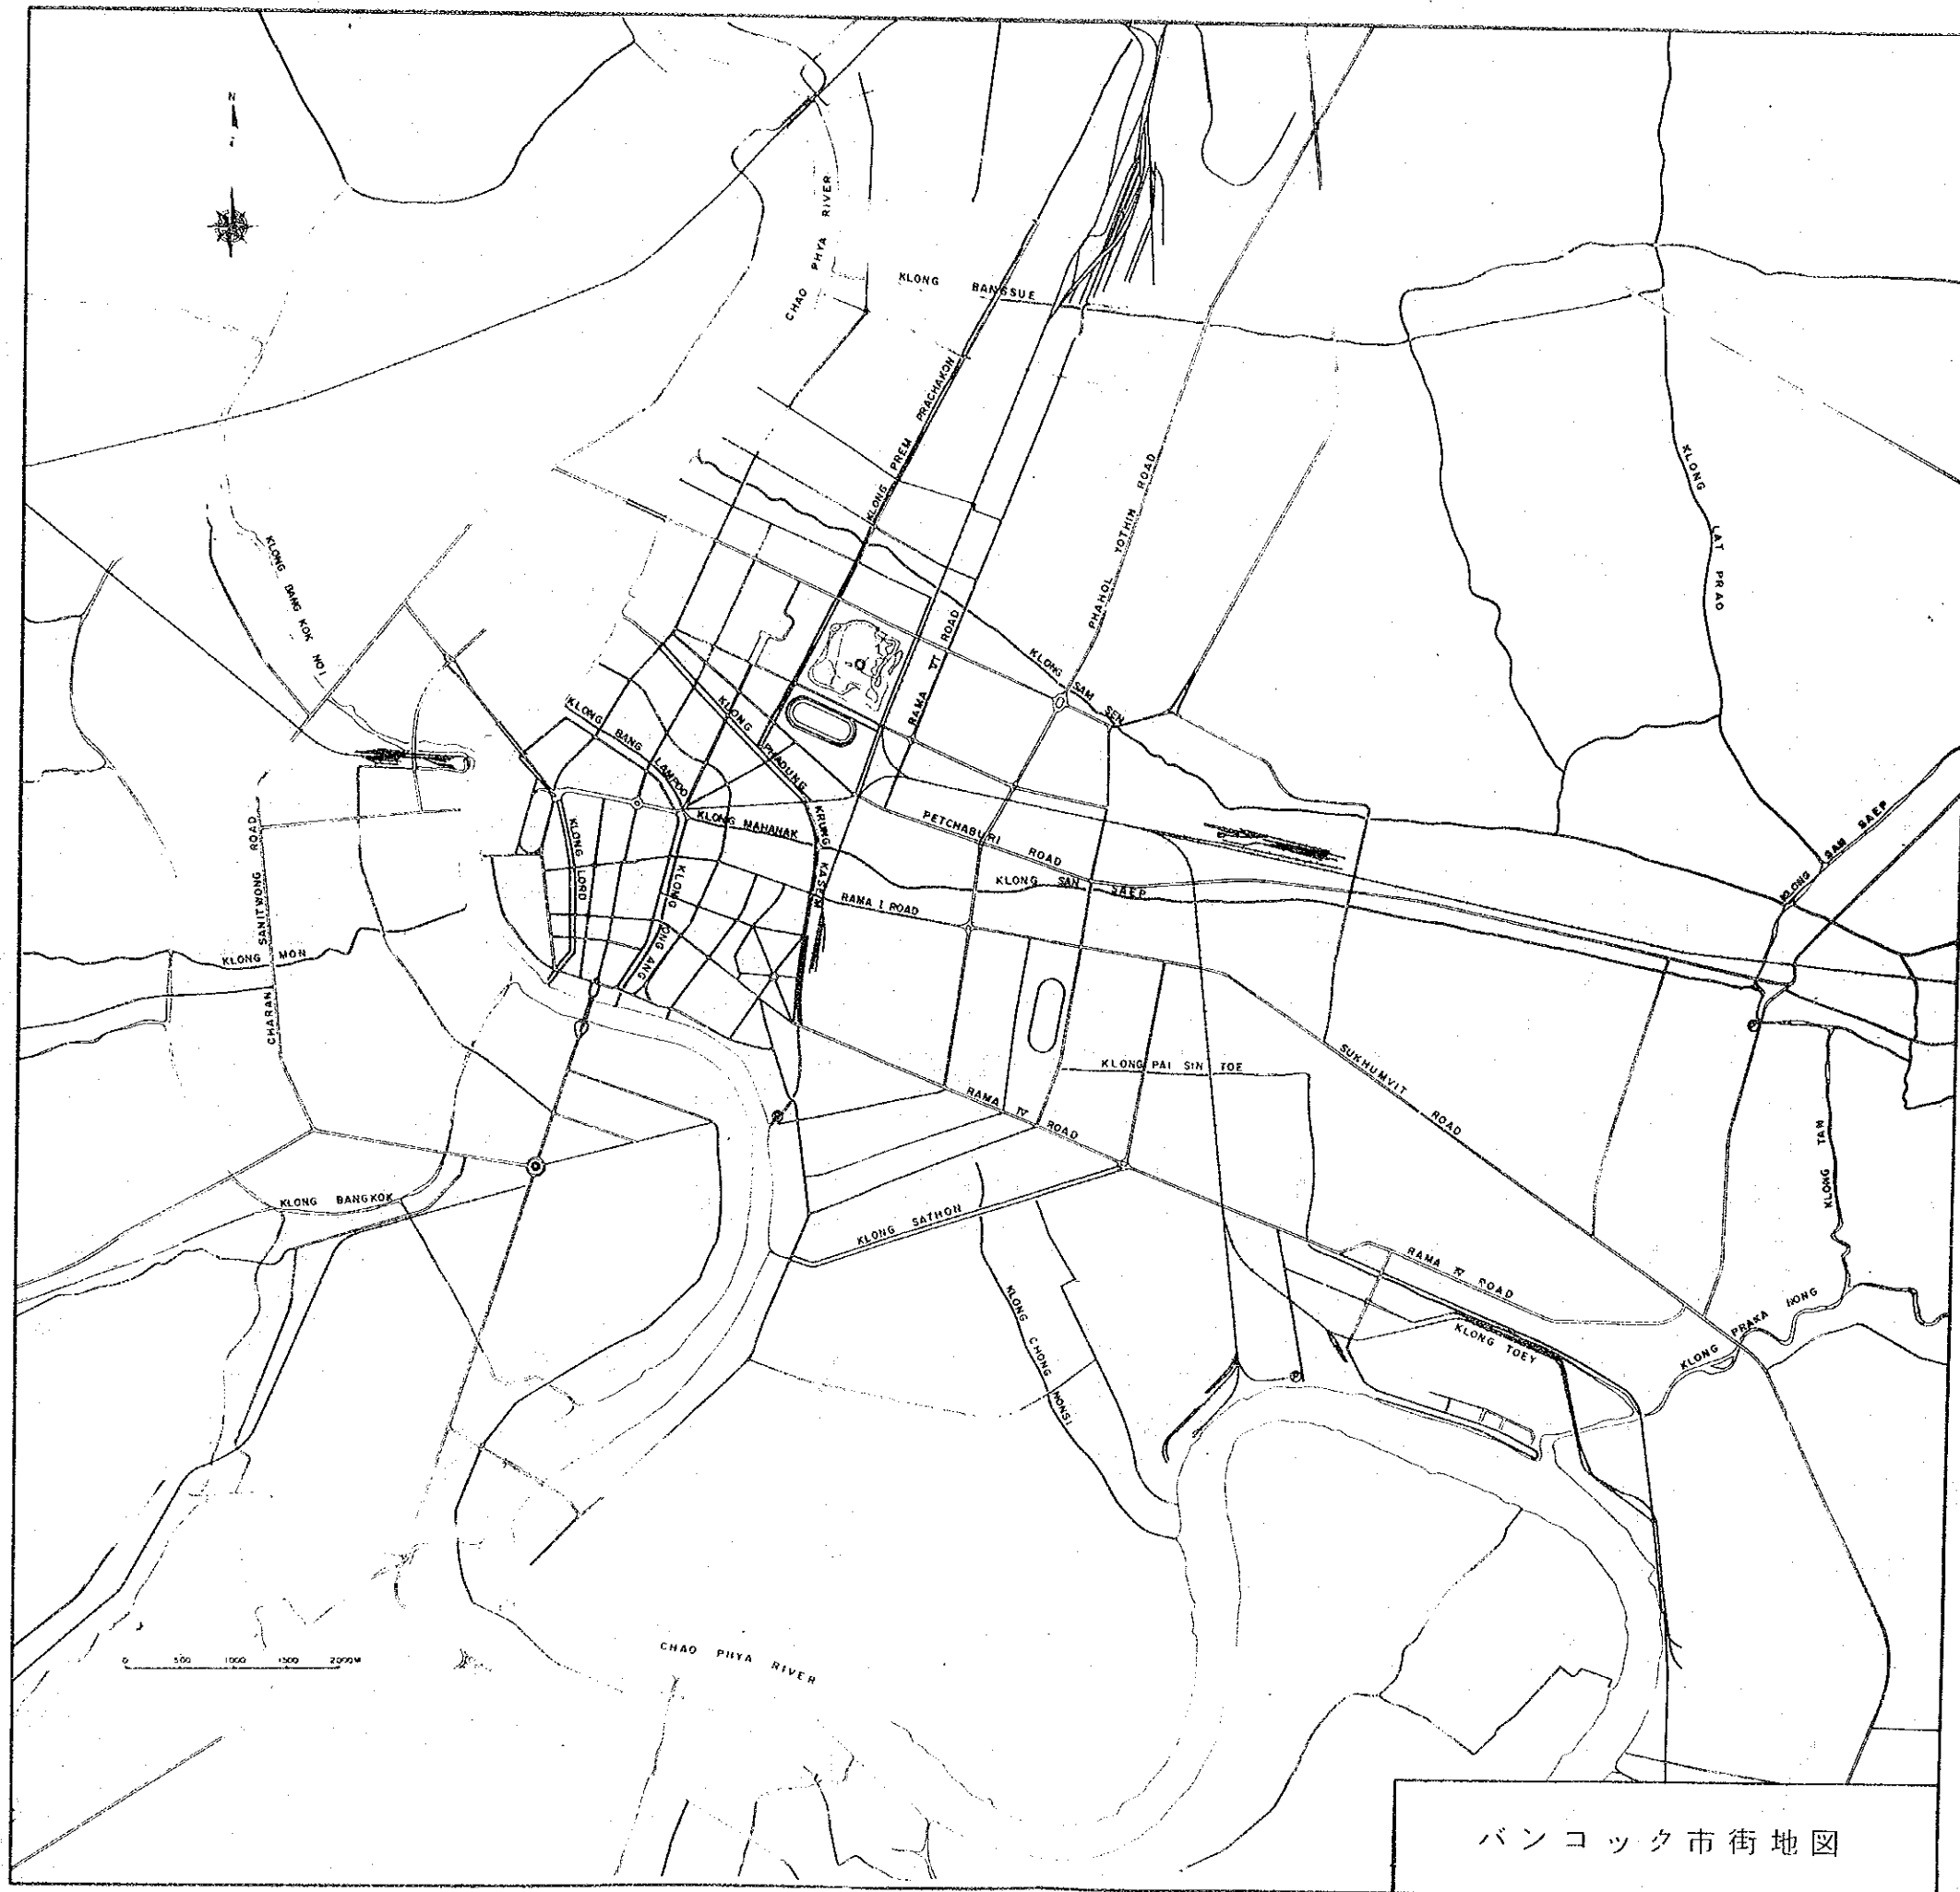 N
CHAO PHYA RIVER
KLONG BANGSUE
KLONG PREM PRACHAKON
KLONG LAT PRAO
PHAHOL YOTHIN ROAD
KLONG BANG KOK NOI
RAMA VI ROAD
KLONG SAM SEN
KLONG BANG LAMPOO
KLONG PHADUNG KRUNG KASEM
KLONG MAHANAK
PETCHABURI ROAD
KLONG SAM SAEP
KLONG LORD
KLONG ONG ANG
KLONG SAN SAEP
RAMA I ROAD
CHARAN SANITWONG ROAD
KLONG MON
KLONG PAI SIN TOE
SUKHUMVIT ROAD
RAMA IV ROAD
KLONG TAN
KLONG BANGKOK
KLONG SATHON
RAMA IV ROAD
KLONG CHONG NONSI
KLONG TOEY
KLONG PRAKA NONG
0 500 1000 1500 2000M
CHAO PHYA RIVER
バンコック市街地図